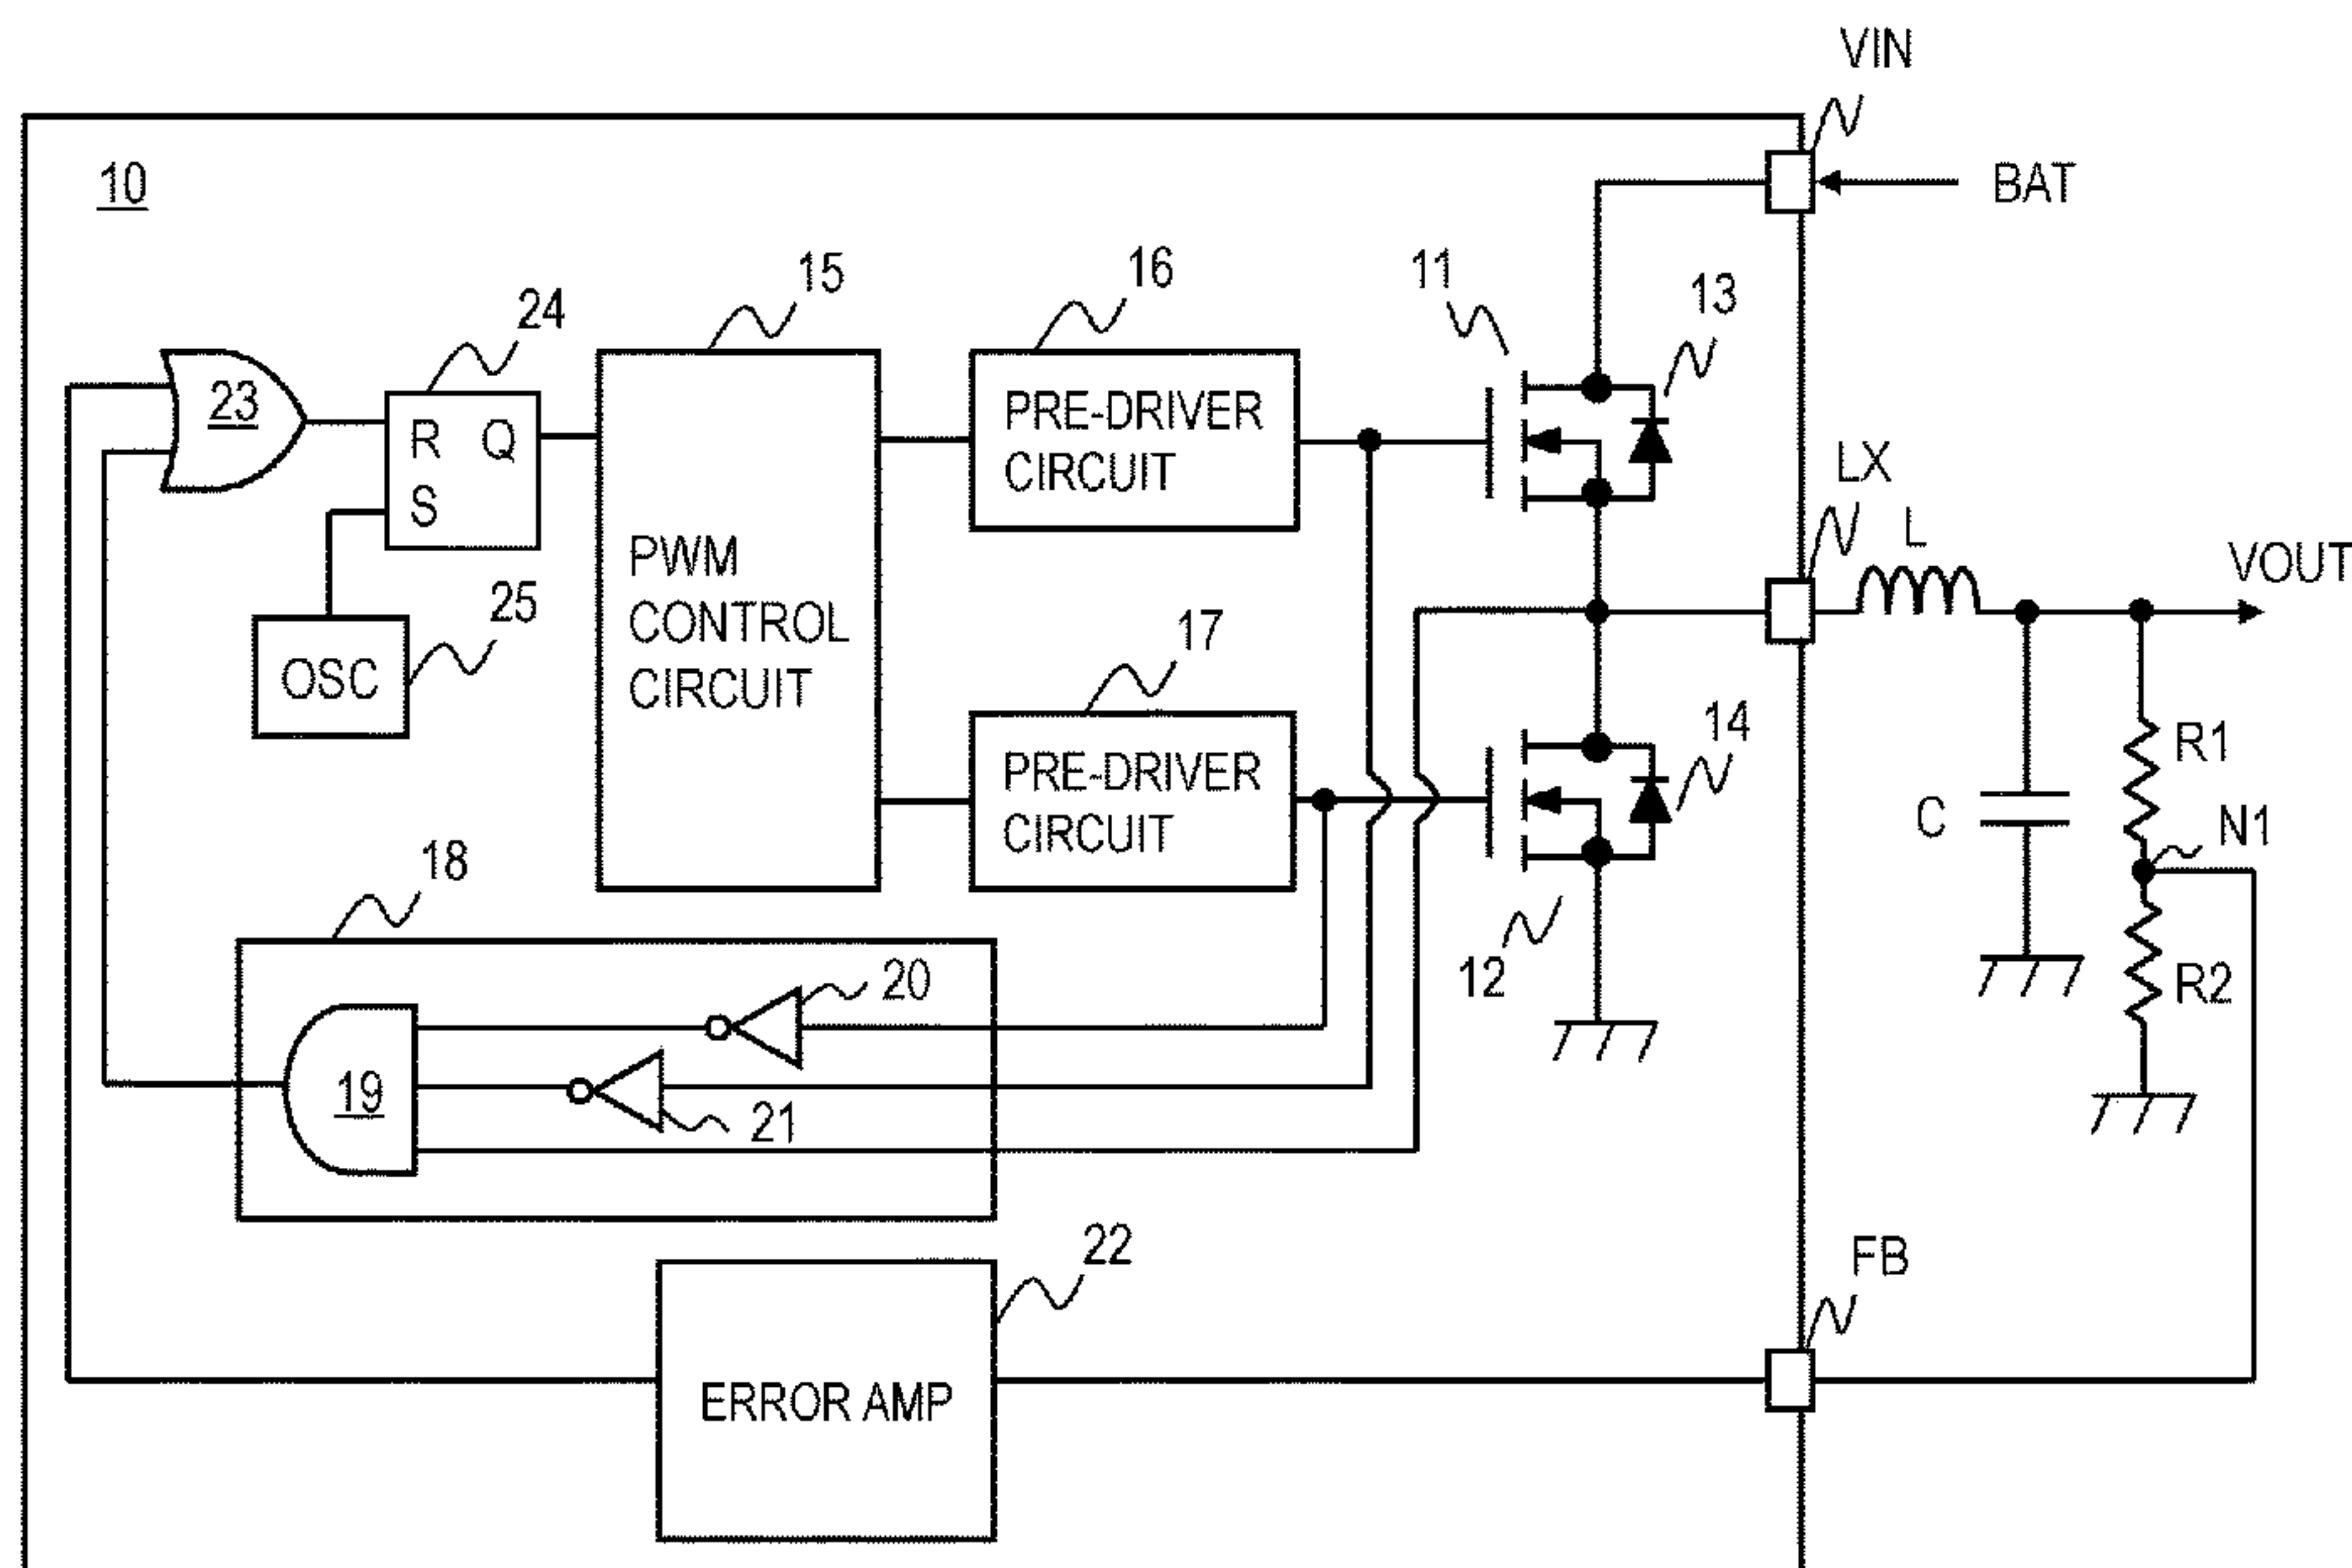 VIN
10
BAT
15
16
11
13
24
23
R Q
S
PRE-DRIVER
CIRCUIT
LX
L
VOUT
PWM
CONTROL
CIRCUIT
25
OSC
17
14
PRE-DRIVER
CIRCUIT
R1
C
N1
18
12
20
R2
19
21
22
FB
ERROR AMP